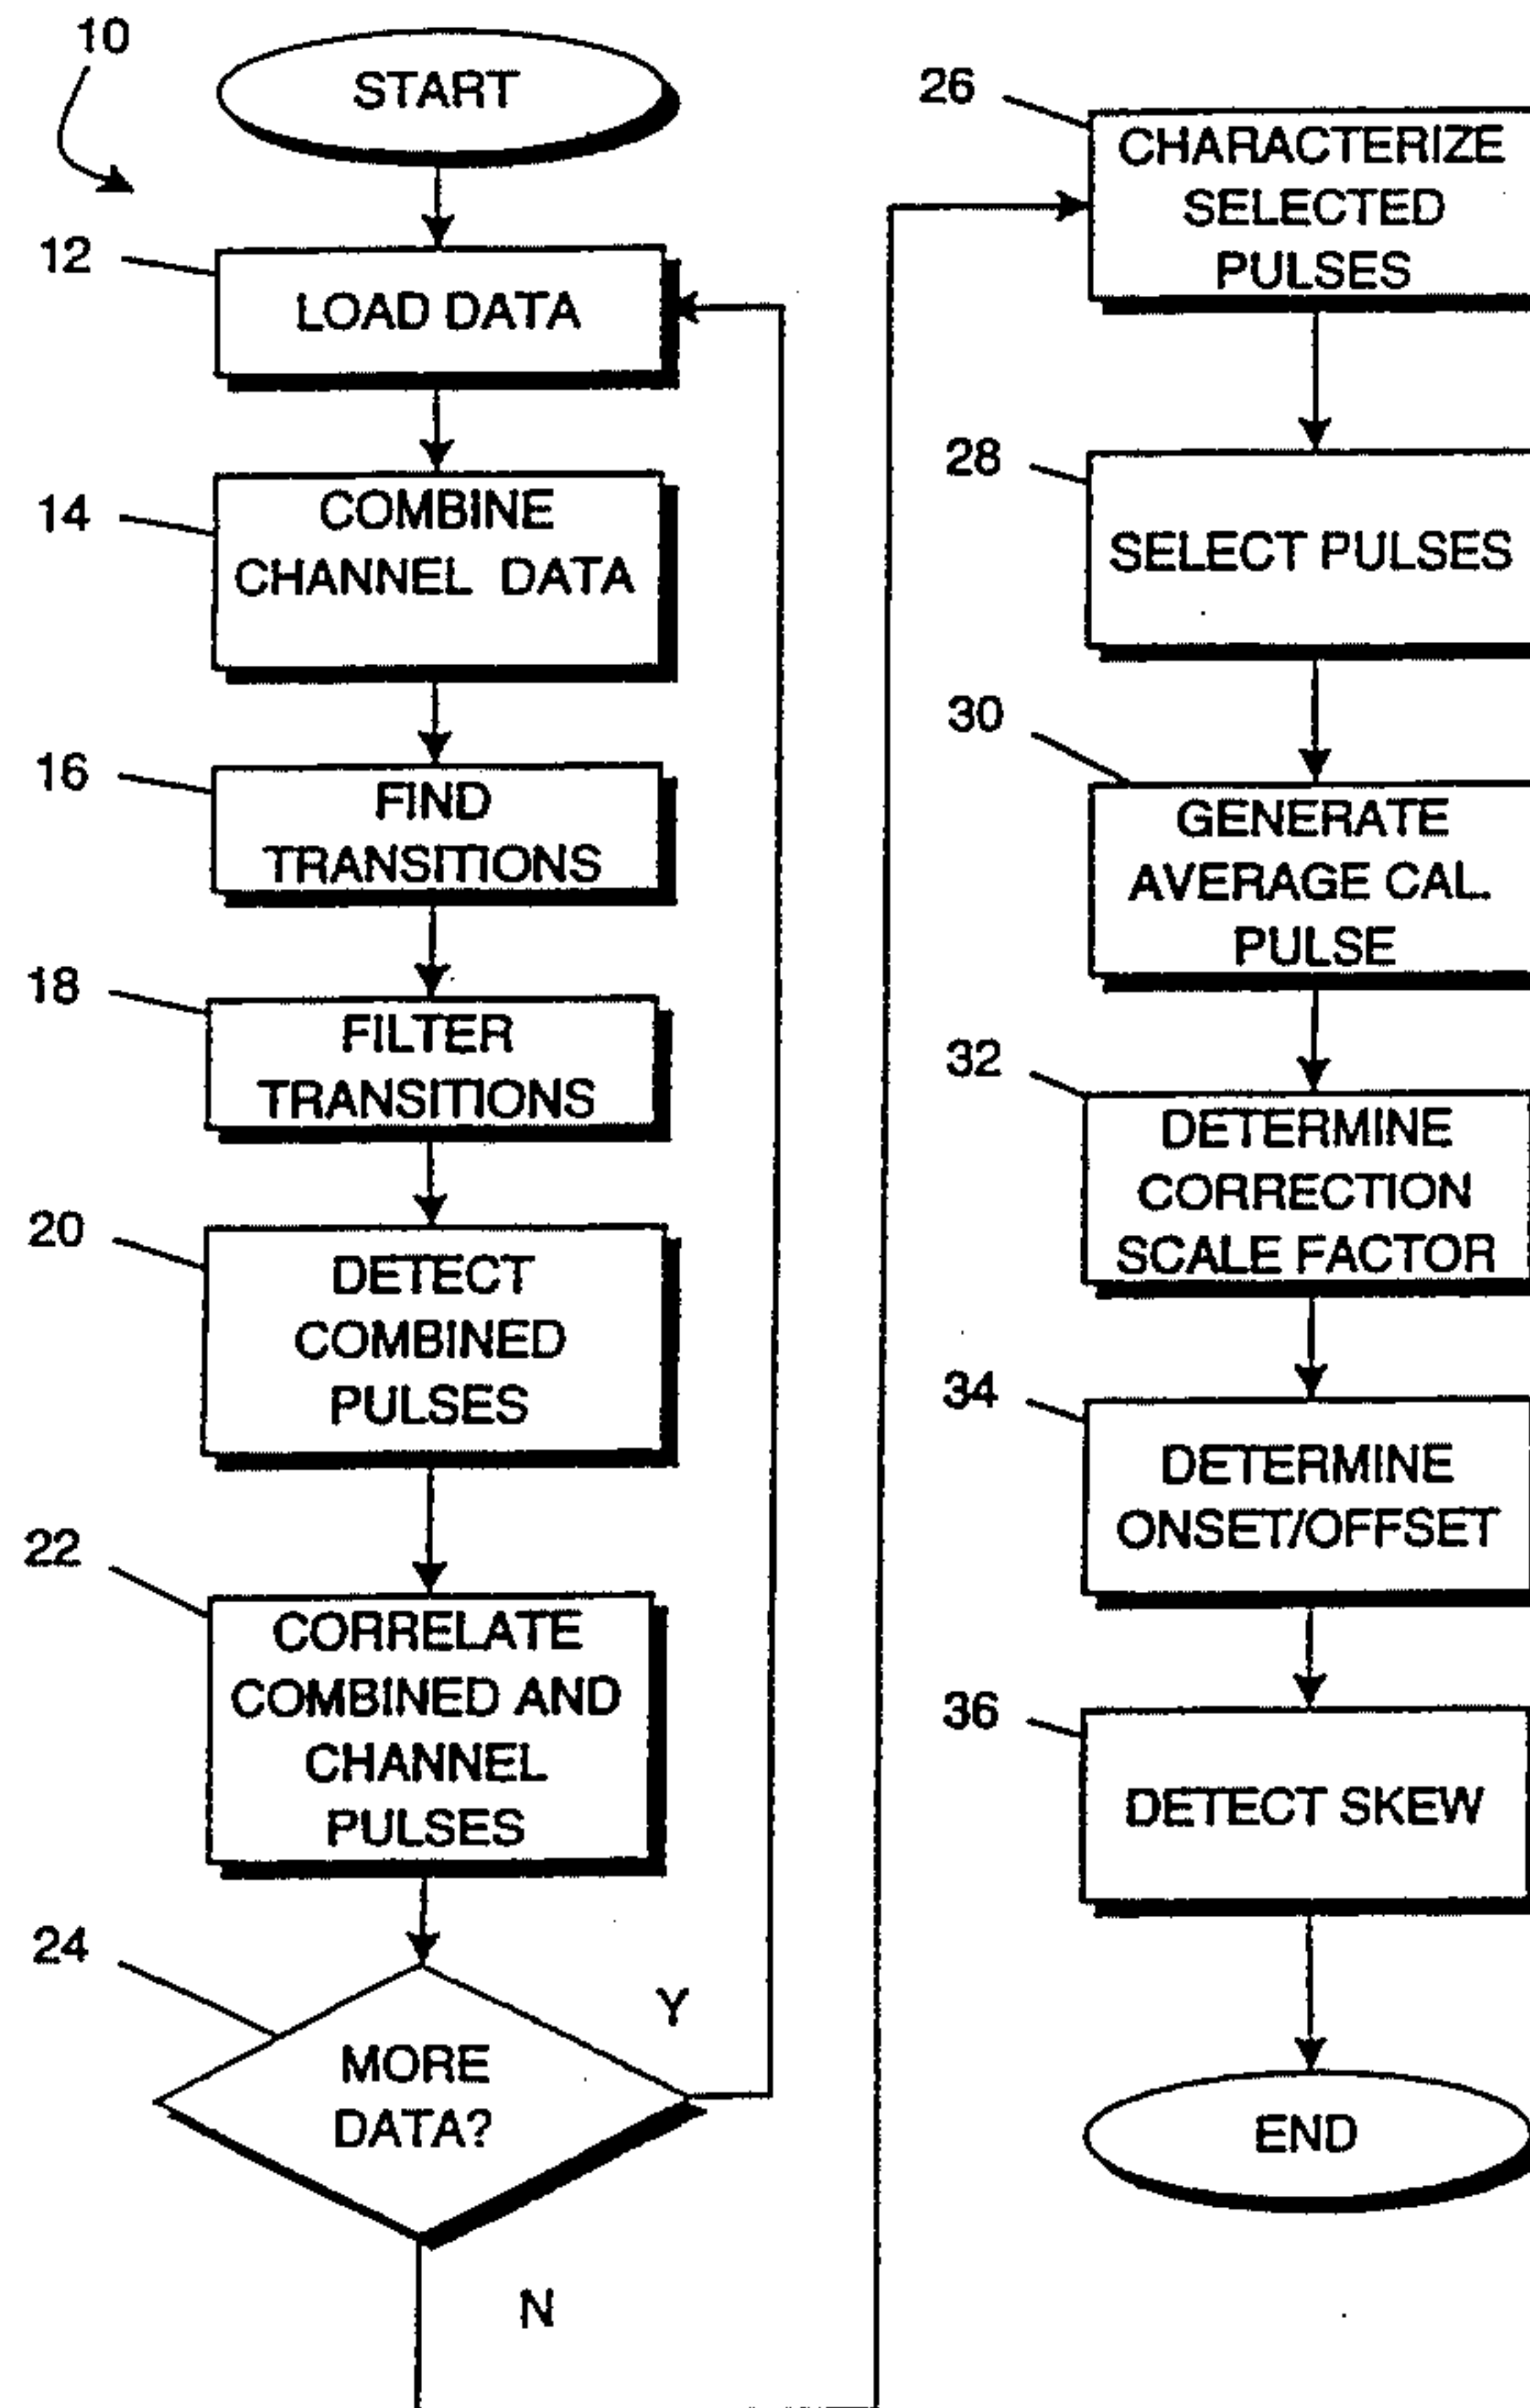 10
START
12
LOAD DATA
14
COMBINE
CHANNEL DATA
16
FIND
TRANSITIONS
18
FILTER
TRANSITIONS
20
DETECT
COMBINED
PULSES
22
CORRELATE
COMBINED AND
CHANNEL
PULSES
24
MORE
DATA?
Y
N
26
CHARACTERIZE
SELECTED
PULSES
28
SELECT PULSES
30
GENERATE
AVERAGE CAL.
PULSE
32
DETERMINE
CORRECTION
SCALE FACTOR
34
DETERMINE
ONSET/OFFSET
36
DETECT SKEW
END